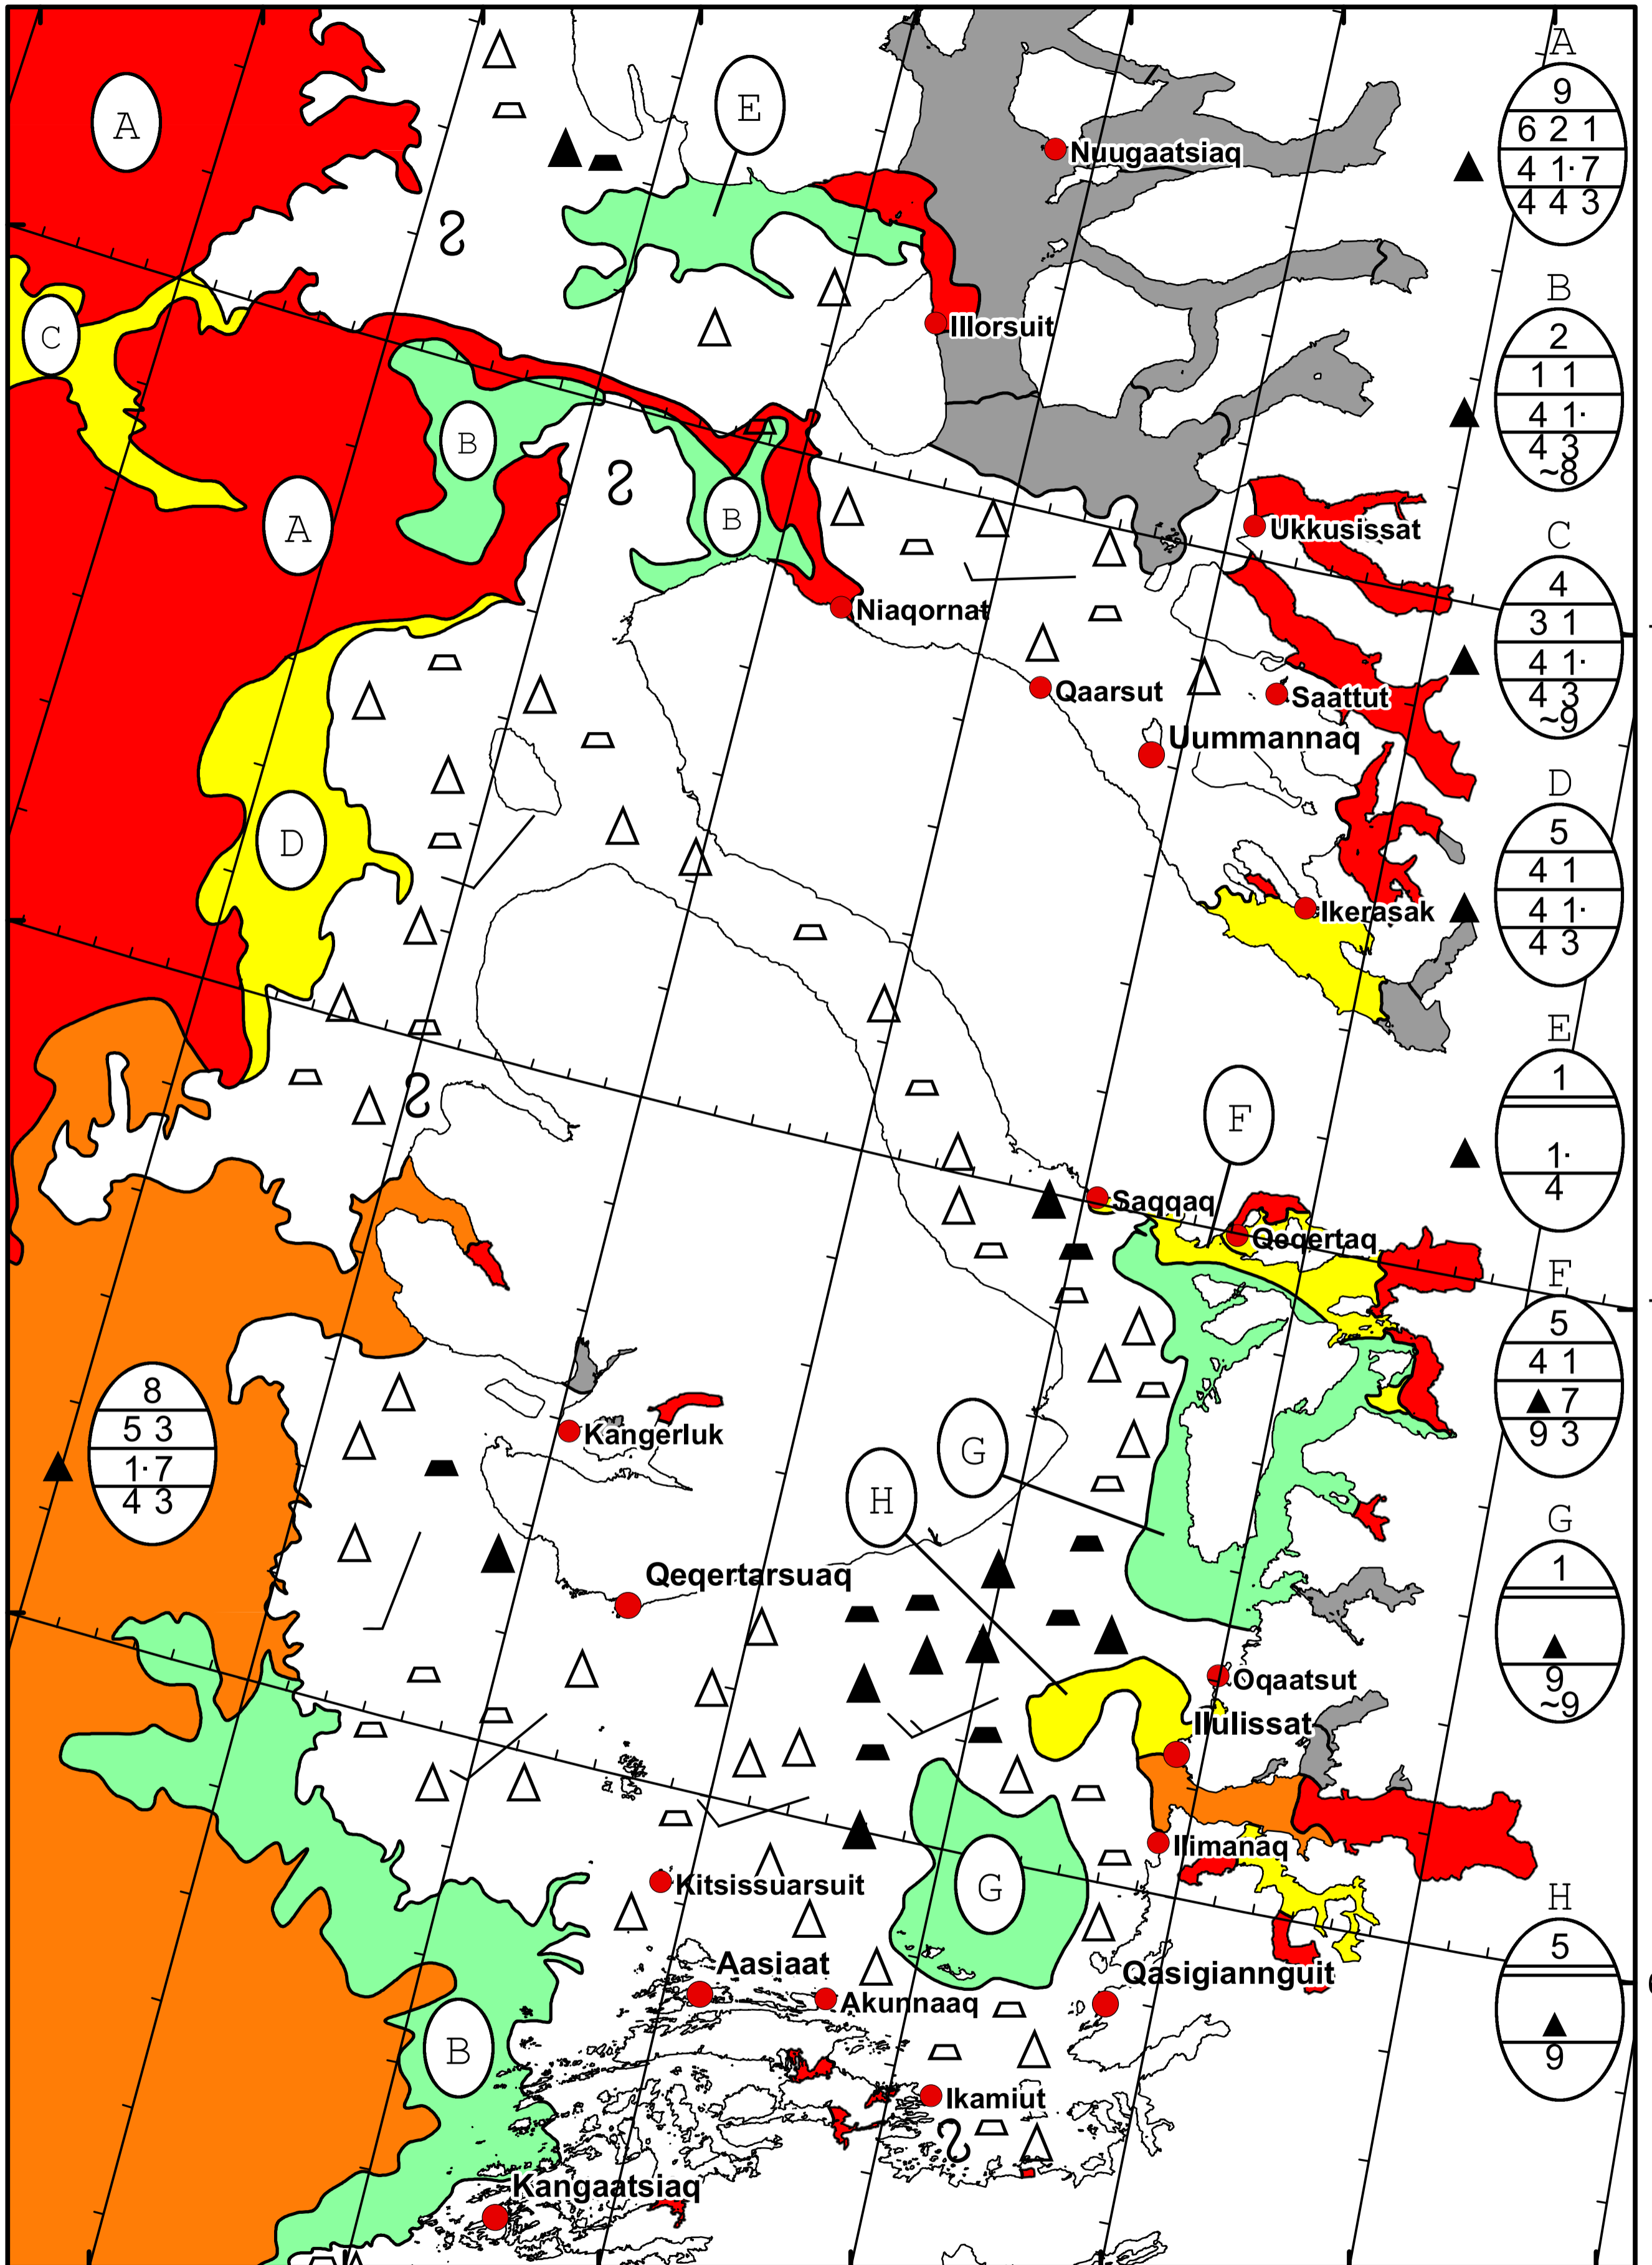 A
9
6 2 1
4 1· 7
4 4 3
A
E
Nuugaatsiaq
B
2
1 1
4 1·
4 3
~8
C
Illorsuit
B
B
A
Ukkusissat
C
4
3 1
4 1·
4 3
~9
Niaqornat
Qaarsut
Saattut
Uummannaq
D
5
4 1
4 1·
4 3
D
Ikerasak
E
1
1·
4
F
Saqqaq
Qeqertaq
F
5
4 1
▲ 7
9 3
8
5 3
1· 7
4 3
Kangerluk
G
H
G
1
▲
9
~9
Qeqertarsuaq
Oqaatsut
Ilulissat
Ilimanaq
Kitsissuarsuit
G
H
5
▲
9
Aasiaat
Akunnaaq
Qasigiannguit
B
Ikamiut
Kangaatsiaq